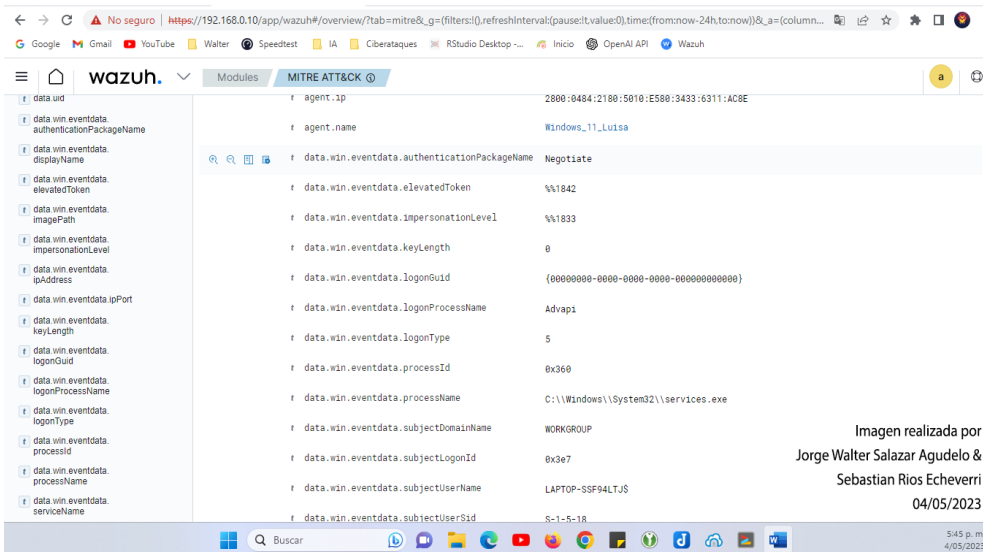 No seguro | https://192.168.0.10/app/wazuh#/overview/?tab=mitre&_g=(filters:!(),refreshInterval:(pause:!t,value:0),time:(from:now-24h,to:now))&_a=(column...
Google Gmail YouTube Walter Speedtest IA Ciberataques RStudio Desktop -... Inicio OpenAI API Wazuh
wazuh. Modules MITRE ATT&CK a
t data.uid
t data.win.eventdata.
authenticationPackageName
t data.win.eventdata.
displayName
t data.win.eventdata.
elevatedToken
t data.win.eventdata.
imagePath
t data.win.eventdata.
impersonationLevel
t data.win.eventdata.
ipAddress
t data.win.eventdata.ipPort
t data.win.eventdata.
keyLength
t data.win.eventdata.
logonGuid
t data.win.eventdata.
logonProcessName
t data.win.eventdata.
logonType
t data.win.eventdata.
processId
t data.win.eventdata.
processName
t data.win.eventdata.
serviceName
t agent.ip 2800:0484:2180:5010:E580:3433:6311:AC8E
t agent.name Windows_11_Luisa
t data.win.eventdata.authenticationPackageName Negotiate
t data.win.eventdata.elevatedToken %%1842
t data.win.eventdata.impersonationLevel %%1833
t data.win.eventdata.keyLength 0
t data.win.eventdata.logonGuid {00000000-0000-0000-0000-000000000000}
t data.win.eventdata.logonProcessName Advapi
t data.win.eventdata.logonType 5
t data.win.eventdata.processId 0x360
t data.win.eventdata.processName C:\\Windows\\System32\\services.exe
t data.win.eventdata.subjectDomainName WORKGROUP
t data.win.eventdata.subjectLogonId 0x3e7
t data.win.eventdata.subjectUserName LAPTOP-SSF94LTJ$
t data.win.eventdata.subjectUserSid S-1-5-18
Imagen realizada por
Jorge Walter Salazar Agudelo &
Sebastian Rios Echeverri
04/05/2023
Buscar
5:45 p. m.
4/05/2023